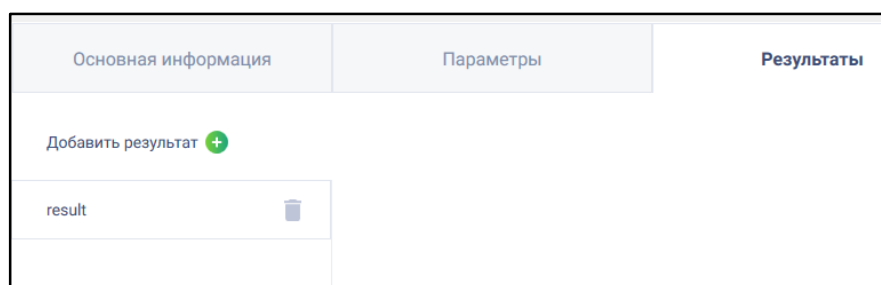 Основная информация
Параметры
Результаты
Добавить результат
result